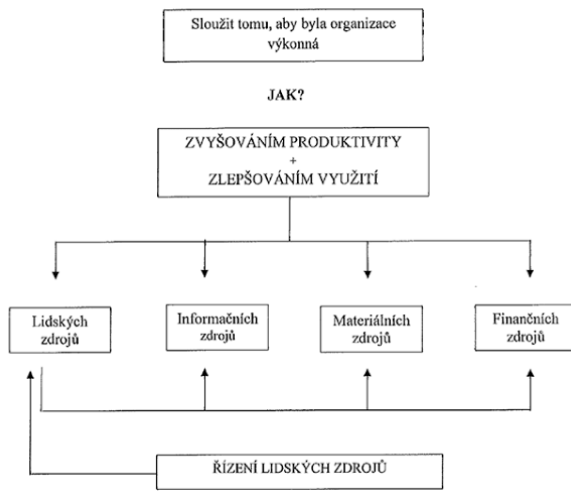 Sloužit tomu, aby byla organizace
výkonná
JAK?
ZVYŠOVÁNÍM PRODUKTIVITY
+
ZLEPŠOVÁNÍM VYUŽITÍ
Lidských
zdrojů
Informačních
zdrojů
Materiálních
zdrojů
Finančních
zdrojů
ŘÍZENÍ LIDSKÝCH ZDROJŮ